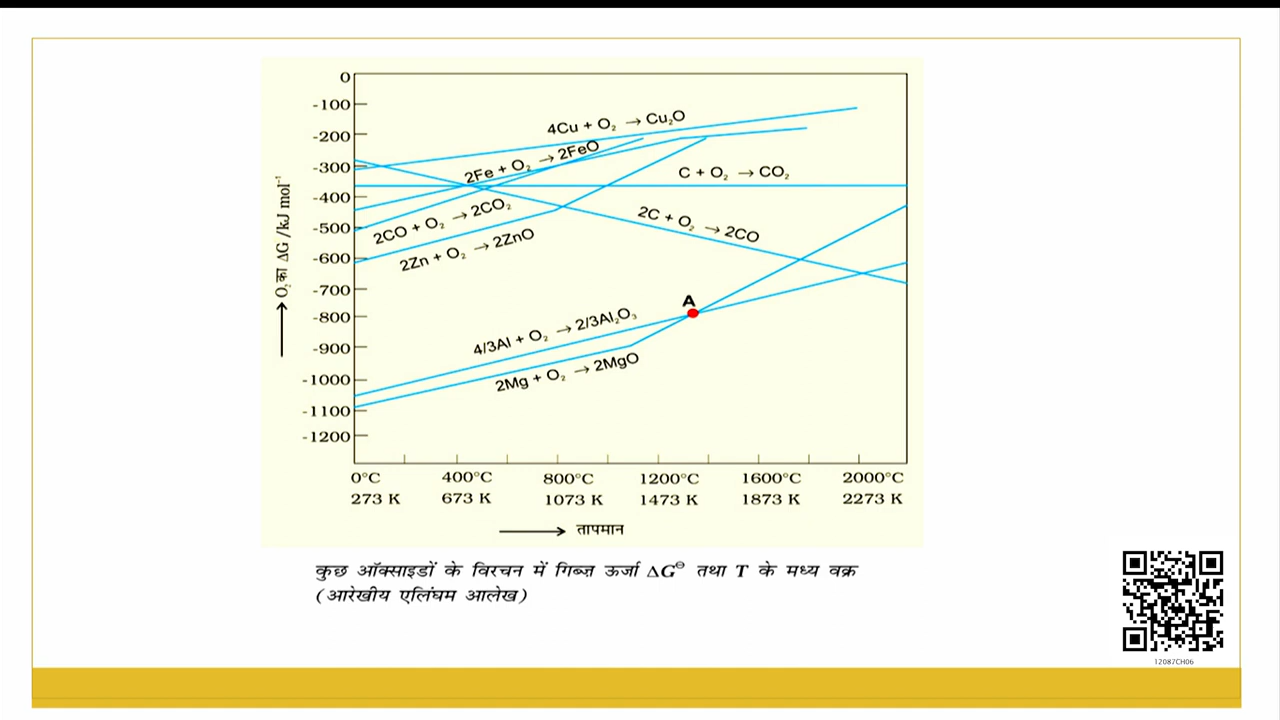 0
-100
-200
-300
-400
-500
-600
-700
-800
-900
-1000
-1100
-1200
O₂का ΔG /kJ mol⁻¹
4Cu + O₂ → Cu₂O
2Fe + O₂ → 2FeO
C + O₂ → CO₂
2CO + O₂ → 2CO₂
2C + O₂ → 2CO
2Zn + O₂ → 2ZnO
A
4/3Al + O₂ → 2/3Al₂O₃
2Mg + O₂ → 2MgO
0°C 400°C 800°C 1200°C 1600°C 2000°C
273 K 673 K 1073 K 1473 K 1873 K 2273 K
तापमान
कुछ ऑक्साइडों के विरचन में गिब्ज़ ऊर्जा ΔG⊖ तथा T के मध्य वक्र
(आरेखीय एलिंघम आलेख)
12087CH06